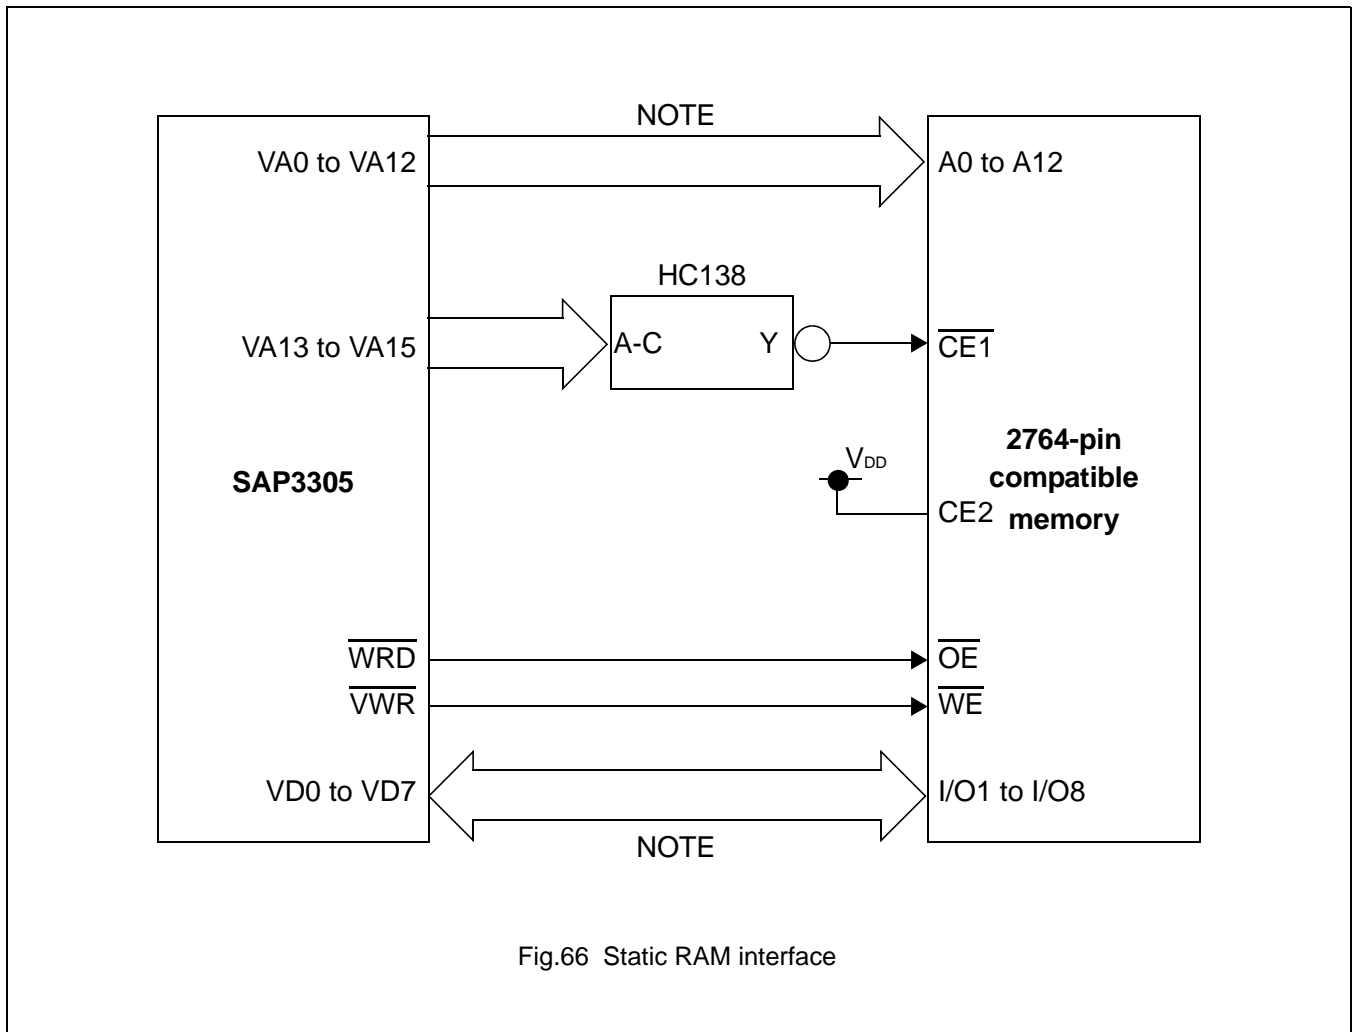 NOTE
VA0 to VA12
A0 to A12
HC138
VA13 to VA15
A-C
Y
CE1
SAP3305
VDD
2764-pin
compatible
memory
CE2
WRD
OE
VWR
WE
VD0 to VD7
I/O1 to I/O8
NOTE
Fig.66 Static RAM interface